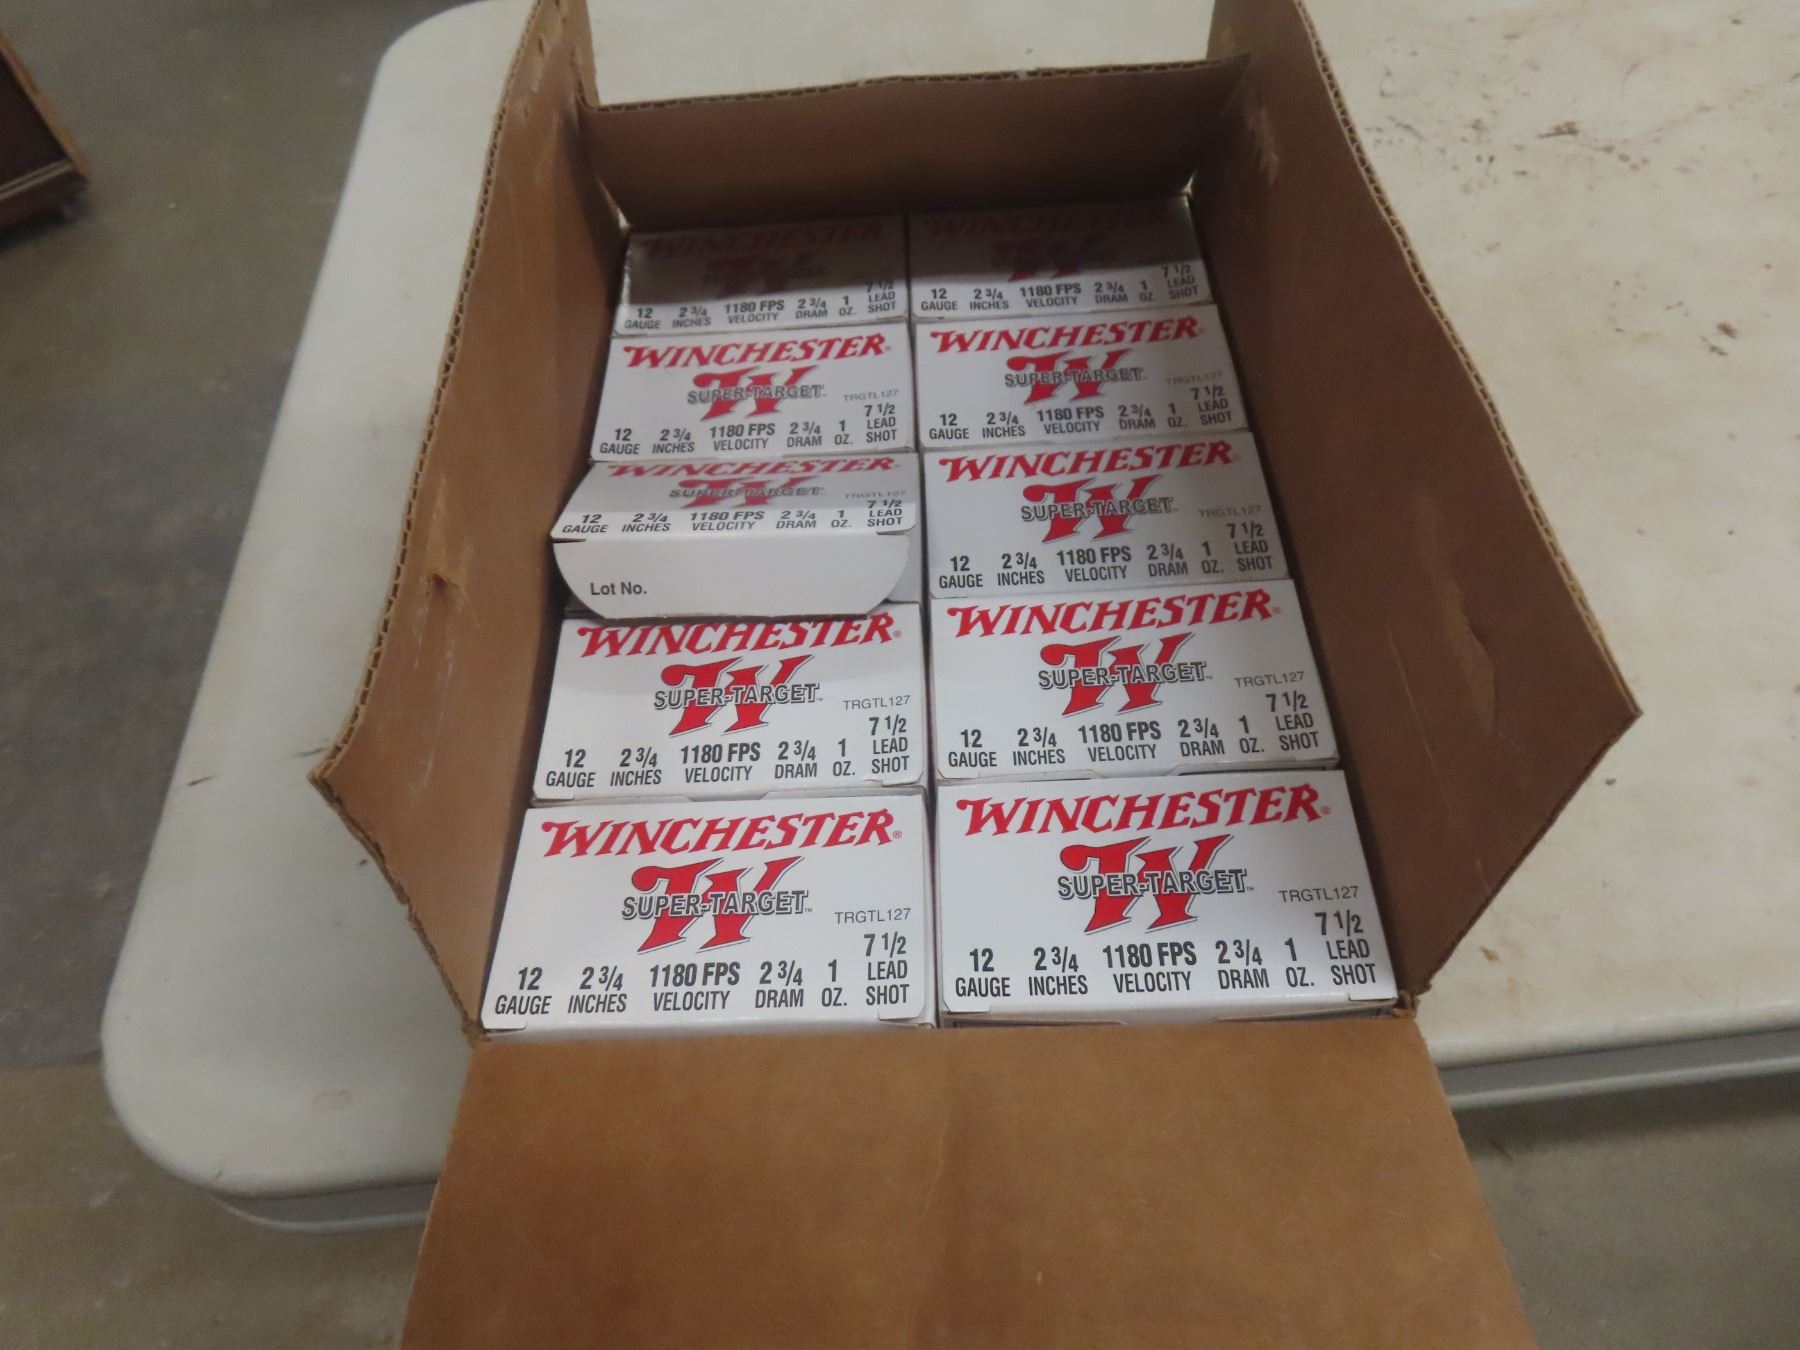 WINCHESTER
12 2 3/4 1180 FPS 2 3/4 1 LEAD
GAUGE INCHES VELOCITY DRAM OZ. SHOT
WINCHESTER
7 1/2
12 2 3/4 1180 FPS 2 3/4 1 LEAD
GAUGE INCHES VELOCITY DRAM OZ. SHOT
WINCHESTER®
SUPER-TARGET™
TRGTL127
7 1/2
12 2 3/4 1180 FPS 2 3/4 1 LEAD
GAUGE INCHES VELOCITY DRAM OZ. SHOT
WINCHESTER®
SUPER-TARGET™
TRGTL127
7 1/2
12 2 3/4 1180 FPS 2 3/4 1 LEAD
GAUGE INCHES VELOCITY DRAM OZ. SHOT
WINCHESTER®
SUPER-TARGET™
TRGTL127
7 1/2
12 2 3/4 1180 FPS 2 3/4 1 LEAD
GAUGE INCHES VELOCITY DRAM OZ. SHOT
Lot No.
WINCHESTER®
SUPER-TARGET™
TRGTL127
7 1/2
12 2 3/4 1180 FPS 2 3/4 1 LEAD
GAUGE INCHES VELOCITY DRAM OZ. SHOT
WINCHESTER®
SUPER-TARGET™
TRGTL127
7 1/2
12 2 3/4 1180 FPS 2 3/4 1 LEAD
GAUGE INCHES VELOCITY DRAM OZ. SHOT
WINCHESTER®
SUPER-TARGET™
TRGTL127
7 1/2
12 2 3/4 1180 FPS 2 3/4 1 LEAD
GAUGE INCHES VELOCITY DRAM OZ. SHOT
WINCHESTER®
SUPER-TARGET™
TRGTL127
7 1/2
12 2 3/4 1180 FPS 2 3/4 1 LEAD
GAUGE INCHES VELOCITY DRAM OZ. SHOT
WINCHESTER®
SUPER-TARGET™
TRGTL127
7 1/2
12 2 3/4 1180 FPS 2 3/4 1 LEAD
GAUGE INCHES VELOCITY DRAM OZ. SHOT